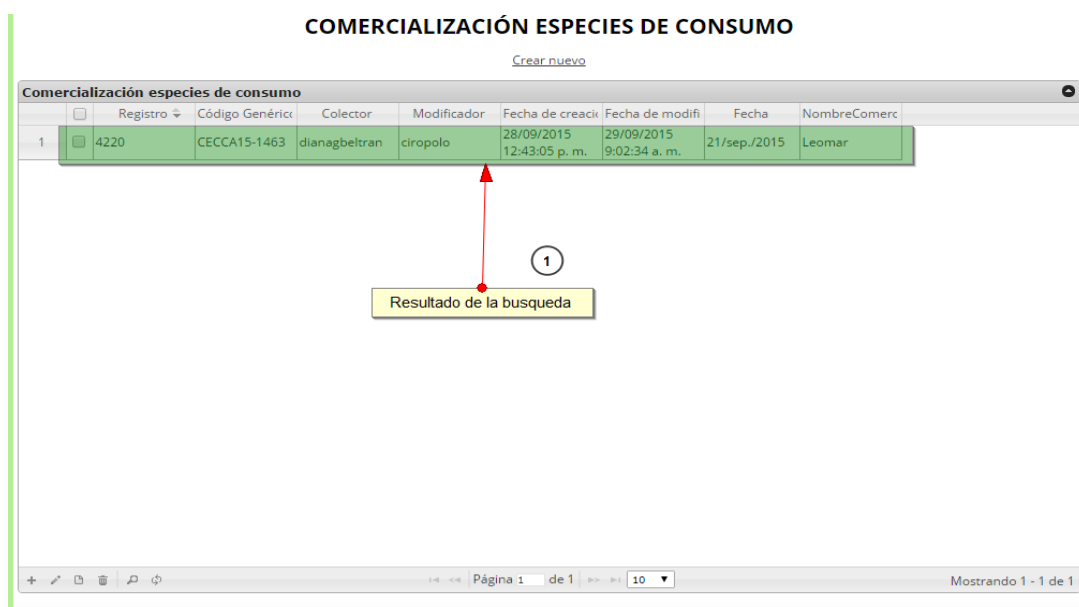 COMERCIALIZACIÓN ESPECIES DE CONSUMO
Crear nuevo
Comercialización especies de consumo
Registro Código Genérico Colector Modificador Fecha de creació Fecha de modifi Fecha NombreComerc
1 4220 CECCA15-1463 dianagbeltran ciropolo 28/09/2015 12:43:05 p. m. 29/09/2015 9:02:34 a. m. 21/sep./2015 Leomar
1
Resultado de la busqueda
Página 1 de 1 10 Mostrando 1 - 1 de 1